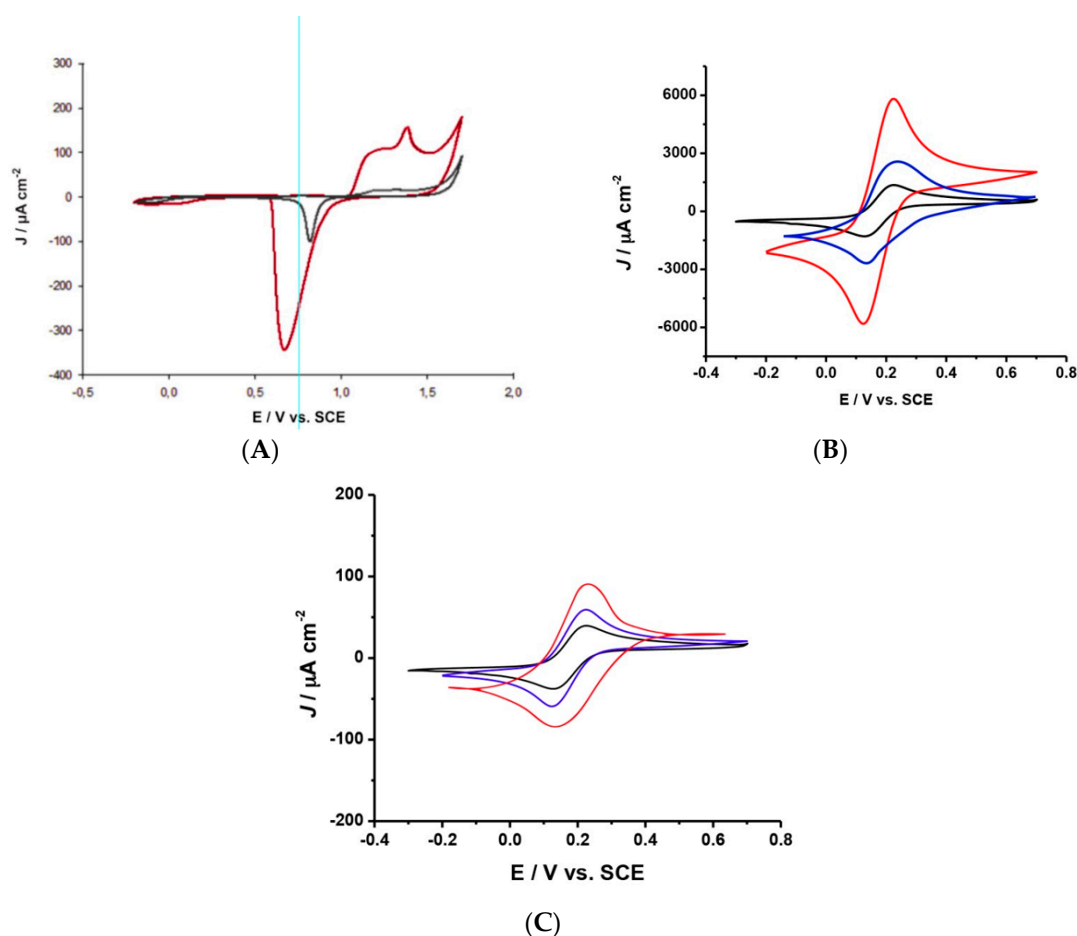 300
200
100
0
-100
-200
-300
-400
-0,5 0,0 0,5 1,0 1,5 2,0
J / µA cm-2
E / V vs. SCE
(A)
6000
3000
0
-3000
-6000
-0.4 -0.2 0.0 0.2 0.4 0.6 0.8
J / µA cm-2
E / V vs. SCE
(B)
200
100
0
-100
-200
-0.4 -0.2 0.0 0.2 0.4 0.6 0.8
J / µA cm-2
E / V vs. SCE
(C)